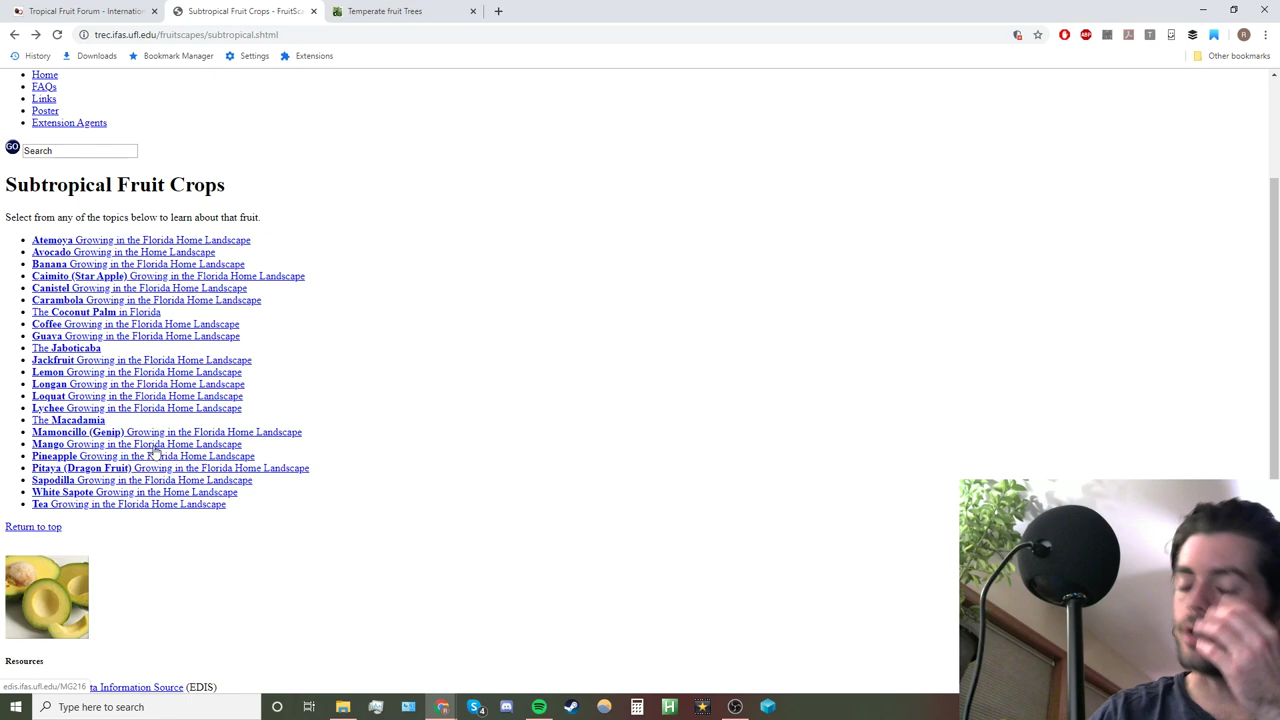 Tropical Fruit Forum - Internation
Subtropical Fruit Crops - FruitSca
Temperate fruit Trees
trec.ifas.ufl.edu/fruitscapes/subtropical.shtml
History
Downloads
Bookmark Manager
Settings
Extensions
Other bookmarks
Home
FAQs
Links
Poster
Extension Agents
GO
Search
Subtropical Fruit Crops
Select from any of the topics below to learn about that fruit.
Atemoya Growing in the Florida Home Landscape
Avocado Growing in the Home Landscape
Banana Growing in the Florida Home Landscape
Caimito (Star Apple) Growing in the Florida Home Landscape
Canistel Growing in the Florida Home Landscape
Carambola Growing in the Florida Home Landscape
The Coconut Palm in Florida
Coffee Growing in the Florida Home Landscape
Guava Growing in the Florida Home Landscape
The Jaboticaba
Jackfruit Growing in the Florida Home Landscape
Lemon Growing in the Florida Home Landscape
Longan Growing in the Florida Home Landscape
Loquat Growing in the Florida Home Landscape
Lychee Growing in the Florida Home Landscape
The Macadamia
Mamoncillo (Genip) Growing in the Florida Home Landscape
Mango Growing in the Florida Home Landscape
Pineapple Growing in the Florida Home Landscape
Pitaya (Dragon Fruit) Growing in the Florida Home Landscape
Sapodilla Growing in the Florida Home Landscape
White Sapote Growing in the Home Landscape
Tea Growing in the Florida Home Landscape
Return to top
Resources
edis.ifas.ufl.edu/MG216 ta Information Source (EDIS)
Type here to search